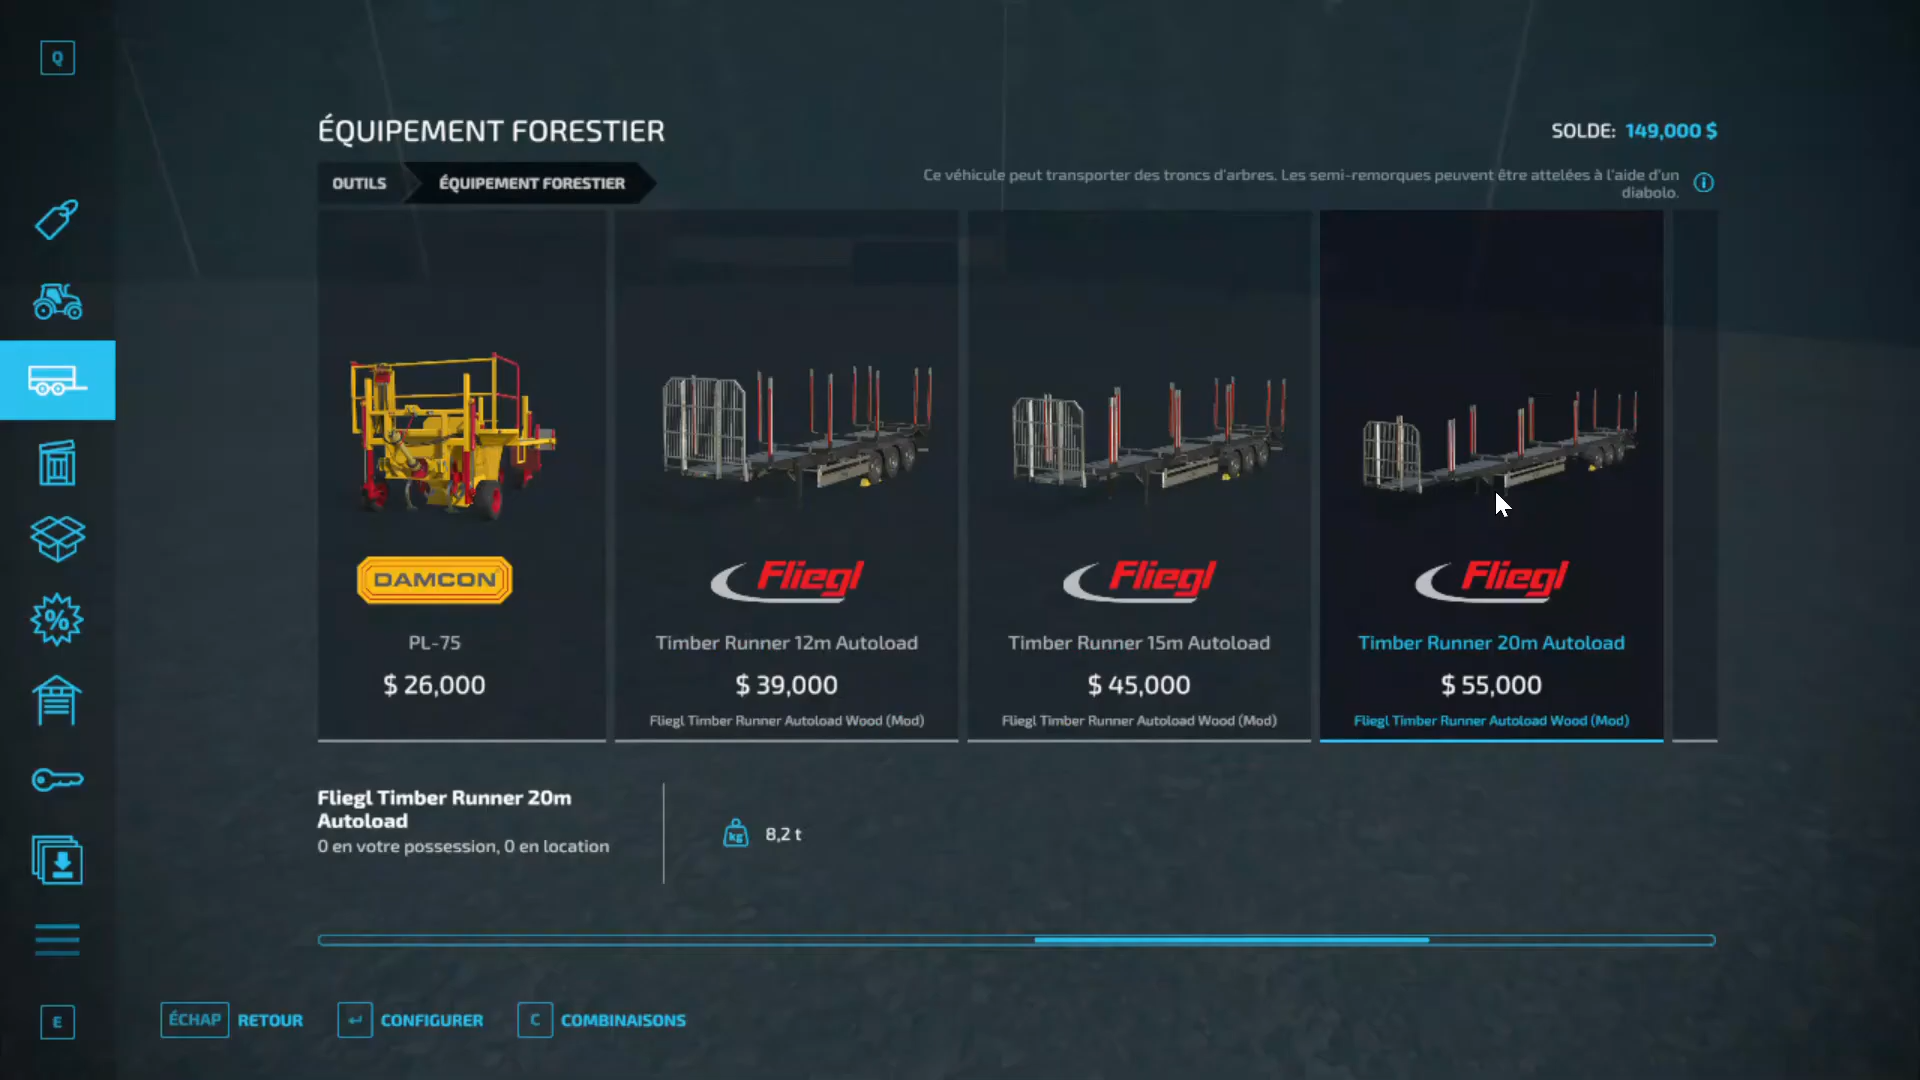 Q
ÉQUIPEMENT FORESTIER
SOLDE: 149,000 $
OUTILS
ÉQUIPEMENT FORESTIER
Ce véhicule peut transporter des troncs d'arbres. Les semi-remorques peuvent être attelées à l'aide d'un
diabolo.
DAMCON
Fliegl
Fliegl
Fliegl
PL-75
Timber Runner 12m Autoload
Timber Runner 15m Autoload
Timber Runner 20m Autoload
$ 26,000
$ 39,000
$ 45,000
$ 55,000
Fliegl Timber Runner Autoload Wood (Mod)
Fliegl Timber Runner Autoload Wood (Mod)
Fliegl Timber Runner Autoload Wood (Mod)
Fliegl Timber Runner 20m
Autoload
0 en votre possession, 0 en location
kg
8,2 t
E
ÉCHAP RETOUR
CONFIGURER
C COMBINAISONS